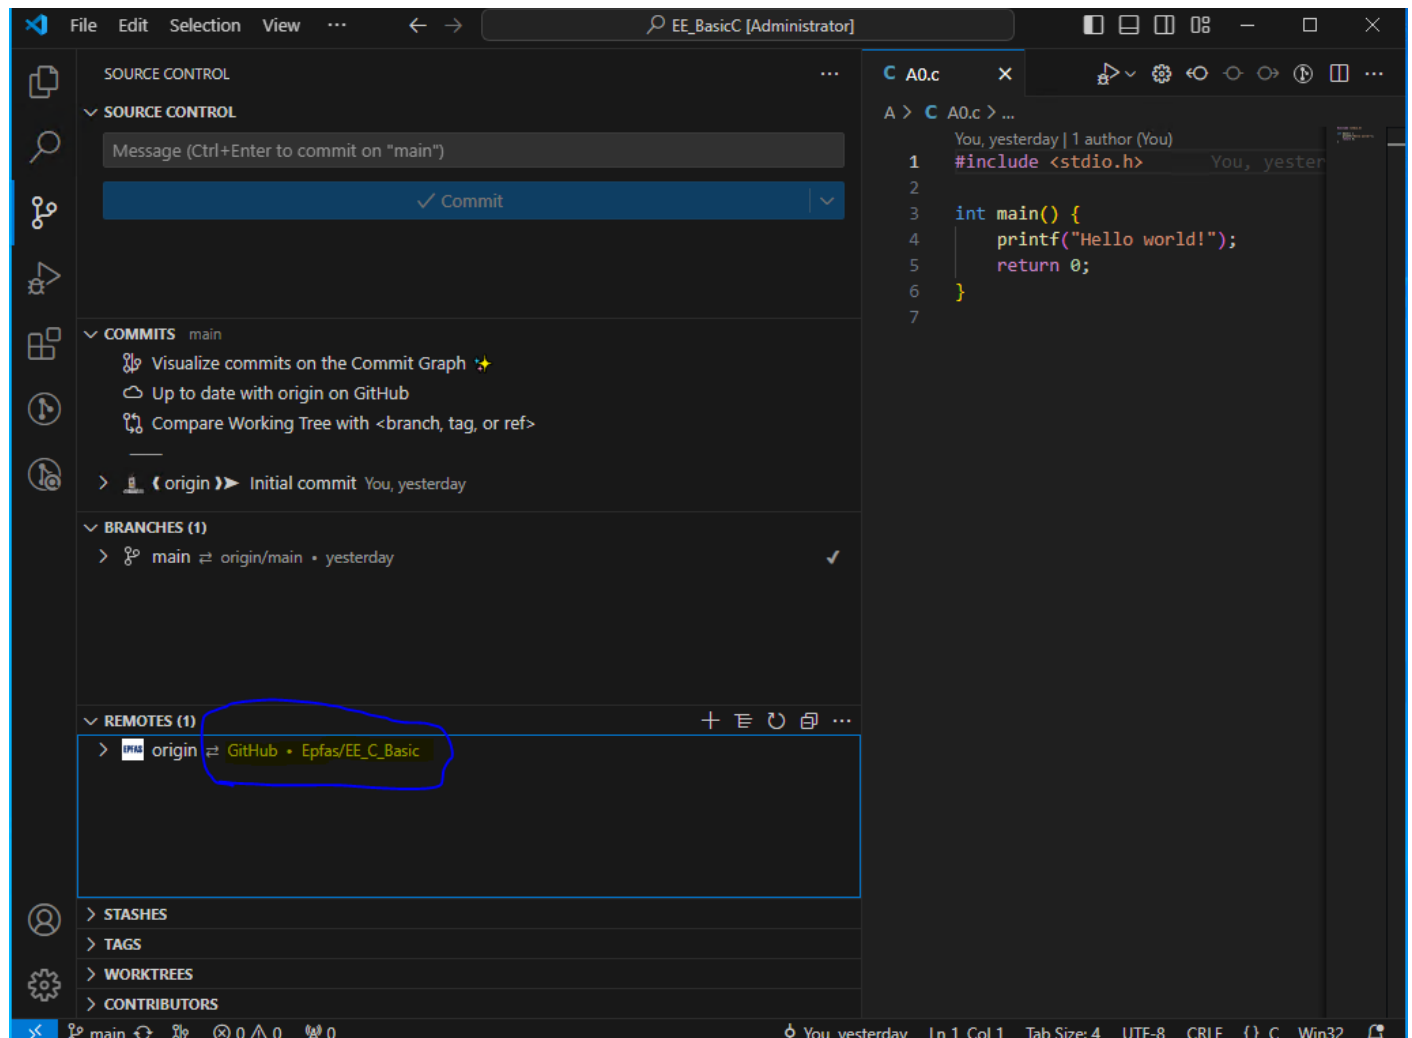 File Edit Selection View ··· EE_BasicC [Administrator]
SOURCE CONTROL ···
SOURCE CONTROL
Message (Ctrl+Enter to commit on "main")
Commit
COMMITS main
Visualize commits on the Commit Graph ✨
Up to date with origin on GitHub
Compare Working Tree with <branch, tag, or ref>
origin Initial commit You, yesterday
BRANCHES (1)
main ⇄ origin/main • yesterday
REMOTES (1)
EPFAS origin ⇄ GitHub • Epfas/EE_C_Basic
STASHES
TAGS
WORKTREES
CONTRIBUTORS
C A0.c
A > C A0.c > ...
You, yesterday | 1 author (You)
1 #include <stdio.h> You, yester
2
3 int main() {
4 printf("Hello world!");
5 return 0;
6 }
7
main 0 0 0 You, yesterday Ln 1, Col 1 Tab Size: 4 UTF-8 CRLF {} C Win32